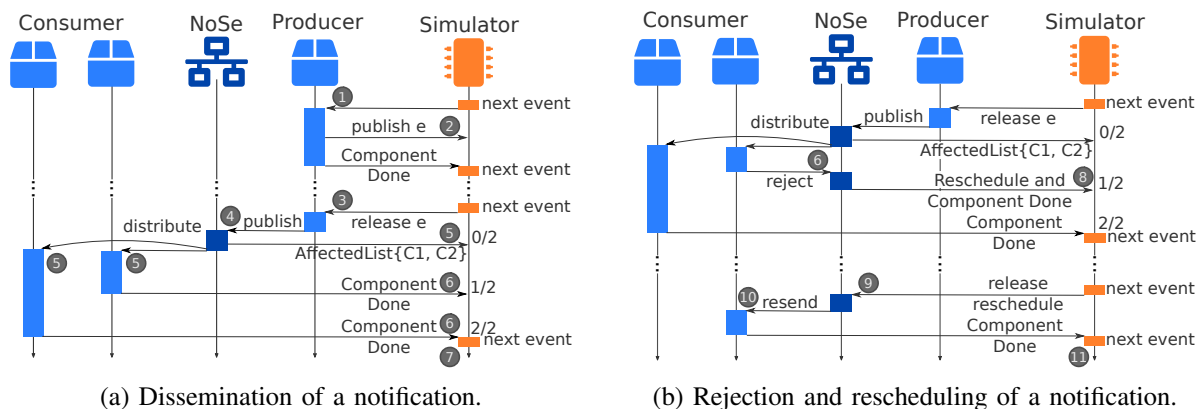 Consumer NoSe Producer Simulator
1 next event
publish e 2
Component
Done next event
3 next event
distribute 4 publish release e
5 0/2
AffectedList{C1, C2}
5 5
Component 6 1/2
Done
Component 6 2/2
Done next event
7
(a) Dissemination of a notification.
Consumer NoSe Producer Simulator
next event
distribute publish release e
0/2
AffectedList{C1, C2}
6
reject Reschedule and 8 1/2
Component Done
Component 2/2
Done next event
9 release next event
10 resend reschedule
Component
Done next event
11
(b) Rejection and rescheduling of a notification.